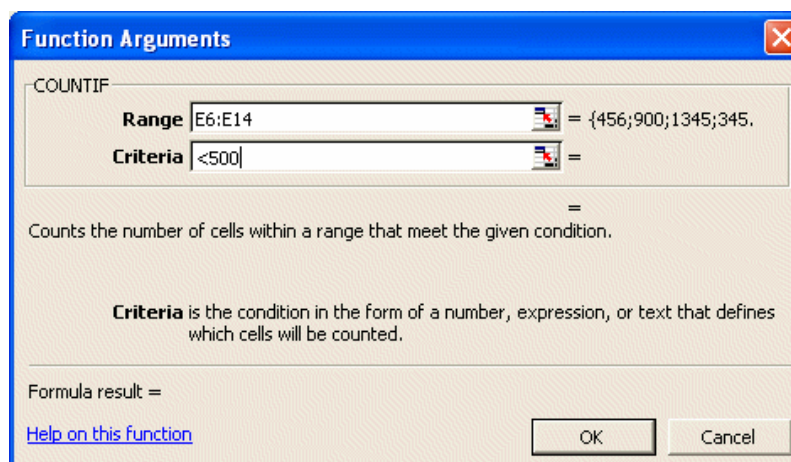 Function Arguments
COUNTIF
Range E6:E14 = {456;900;1345;345.
Criteria <500 =
=
Counts the number of cells within a range that meet the given condition.
Criteria is the condition in the form of a number, expression, or text that defines
which cells will be counted.
Formula result =
Help on this function OK Cancel